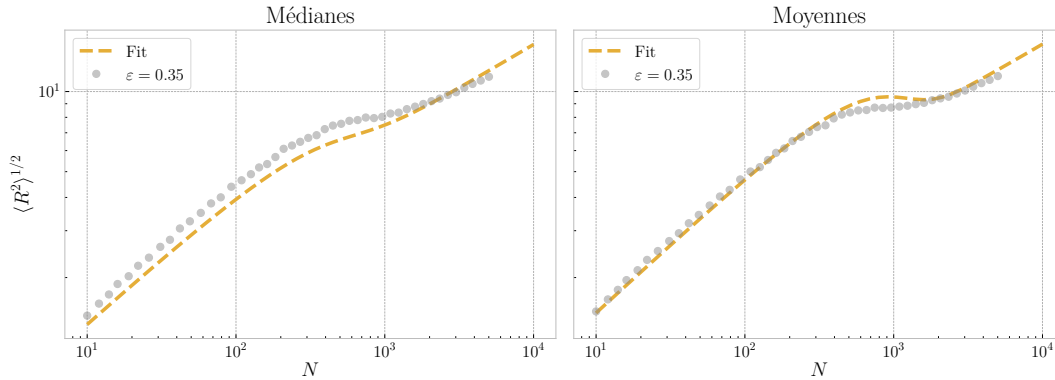 Médianes
Fit
ε = 0.35
10¹
⟨R²⟩^{1/2}
10¹ 10² 10³ 10⁴
N
Moyennes
Fit
ε = 0.35
10¹
10¹ 10² 10³ 10⁴
N